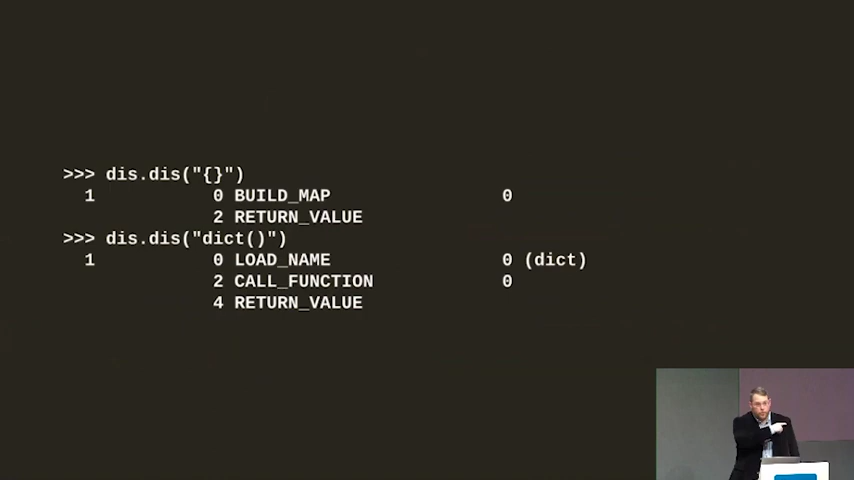 >>> dis.dis("{}")
1 0 BUILD_MAP 0
2 RETURN_VALUE
>>> dis.dis("dict()")
1 0 LOAD_NAME 0 (dict)
2 CALL_FUNCTION 0
4 RETURN_VALUE